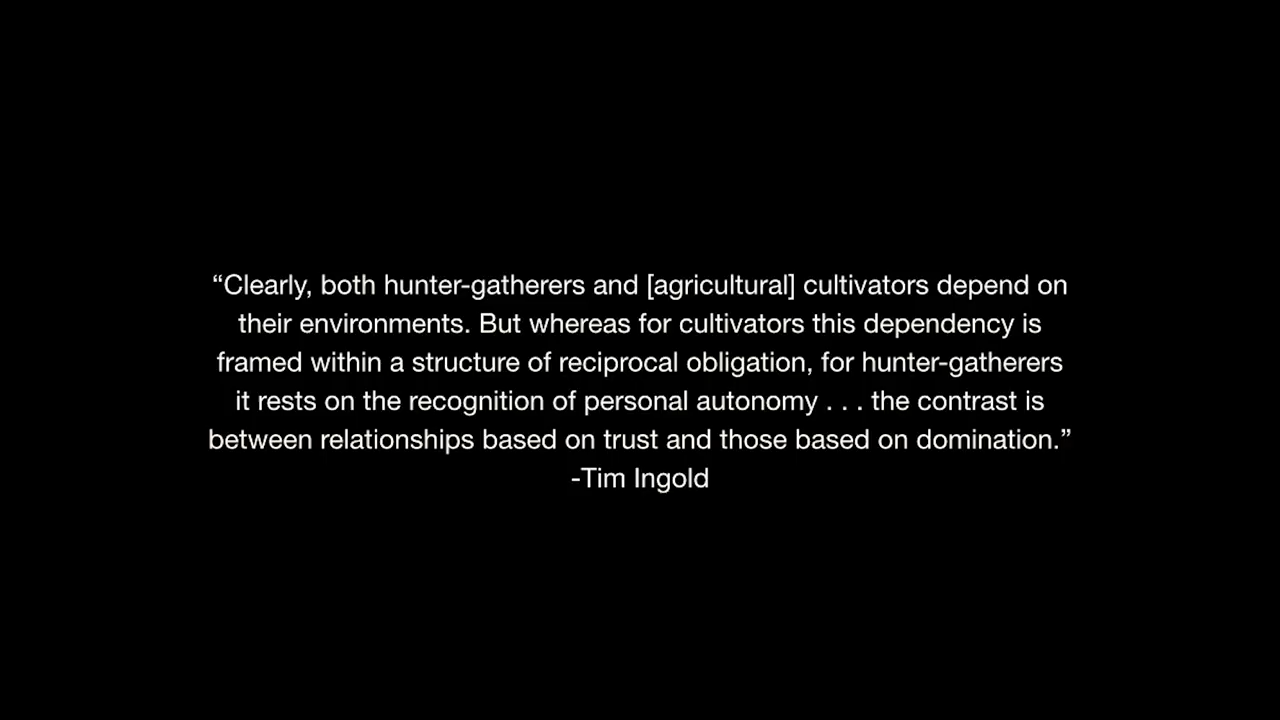 “Clearly, both hunter-gatherers and [agricultural] cultivators depend on
their environments. But whereas for cultivators this dependency is
framed within a structure of reciprocal obligation, for hunter-gatherers
it rests on the recognition of personal autonomy . . . the contrast is
between relationships based on trust and those based on domination.”
-Tim Ingold